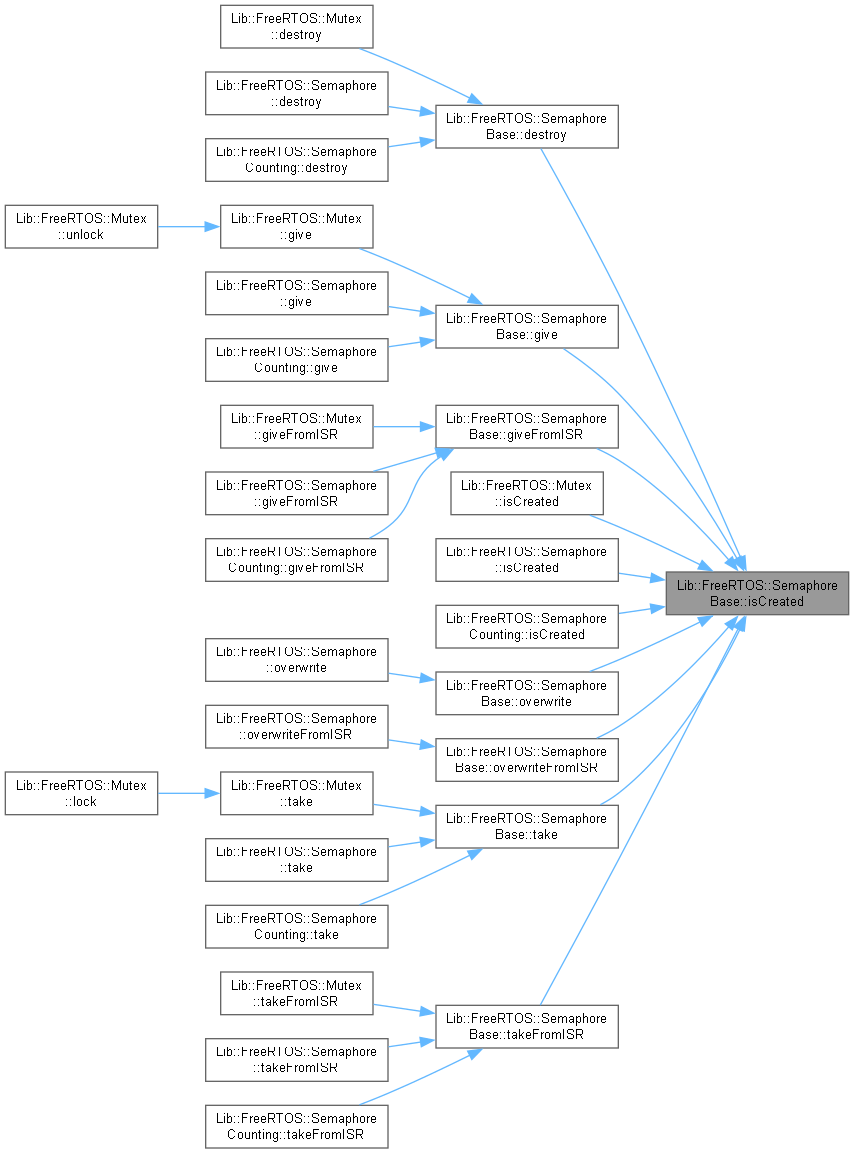 Lib::FreeRTOS::Mutex
::destroy
Lib::FreeRTOS::Semaphore
::destroy
Lib::FreeRTOS::Semaphore
Base::destroy
Lib::FreeRTOS::Semaphore
Counting::destroy
Lib::FreeRTOS::Mutex
::unlock
Lib::FreeRTOS::Mutex
::give
Lib::FreeRTOS::Semaphore
::give
Lib::FreeRTOS::Semaphore
Base::give
Lib::FreeRTOS::Semaphore
Counting::give
Lib::FreeRTOS::Mutex
::giveFromISR
Lib::FreeRTOS::Semaphore
Base::giveFromISR
Lib::FreeRTOS::Semaphore
::giveFromISR
Lib::FreeRTOS::Mutex
::isCreated
Lib::FreeRTOS::Semaphore
Counting::giveFromISR
Lib::FreeRTOS::Semaphore
::isCreated
Lib::FreeRTOS::Semaphore
Base::isCreated
Lib::FreeRTOS::Semaphore
Counting::isCreated
Lib::FreeRTOS::Semaphore
::overwrite
Lib::FreeRTOS::Semaphore
Base::overwrite
Lib::FreeRTOS::Semaphore
::overwriteFromISR
Lib::FreeRTOS::Semaphore
Base::overwriteFromISR
Lib::FreeRTOS::Mutex
::lock
Lib::FreeRTOS::Mutex
::take
Lib::FreeRTOS::Semaphore
Base::take
Lib::FreeRTOS::Semaphore
::take
Lib::FreeRTOS::Semaphore
Counting::take
Lib::FreeRTOS::Mutex
::takeFromISR
Lib::FreeRTOS::Semaphore
Base::takeFromISR
Lib::FreeRTOS::Semaphore
::takeFromISR
Lib::FreeRTOS::Semaphore
Counting::takeFromISR